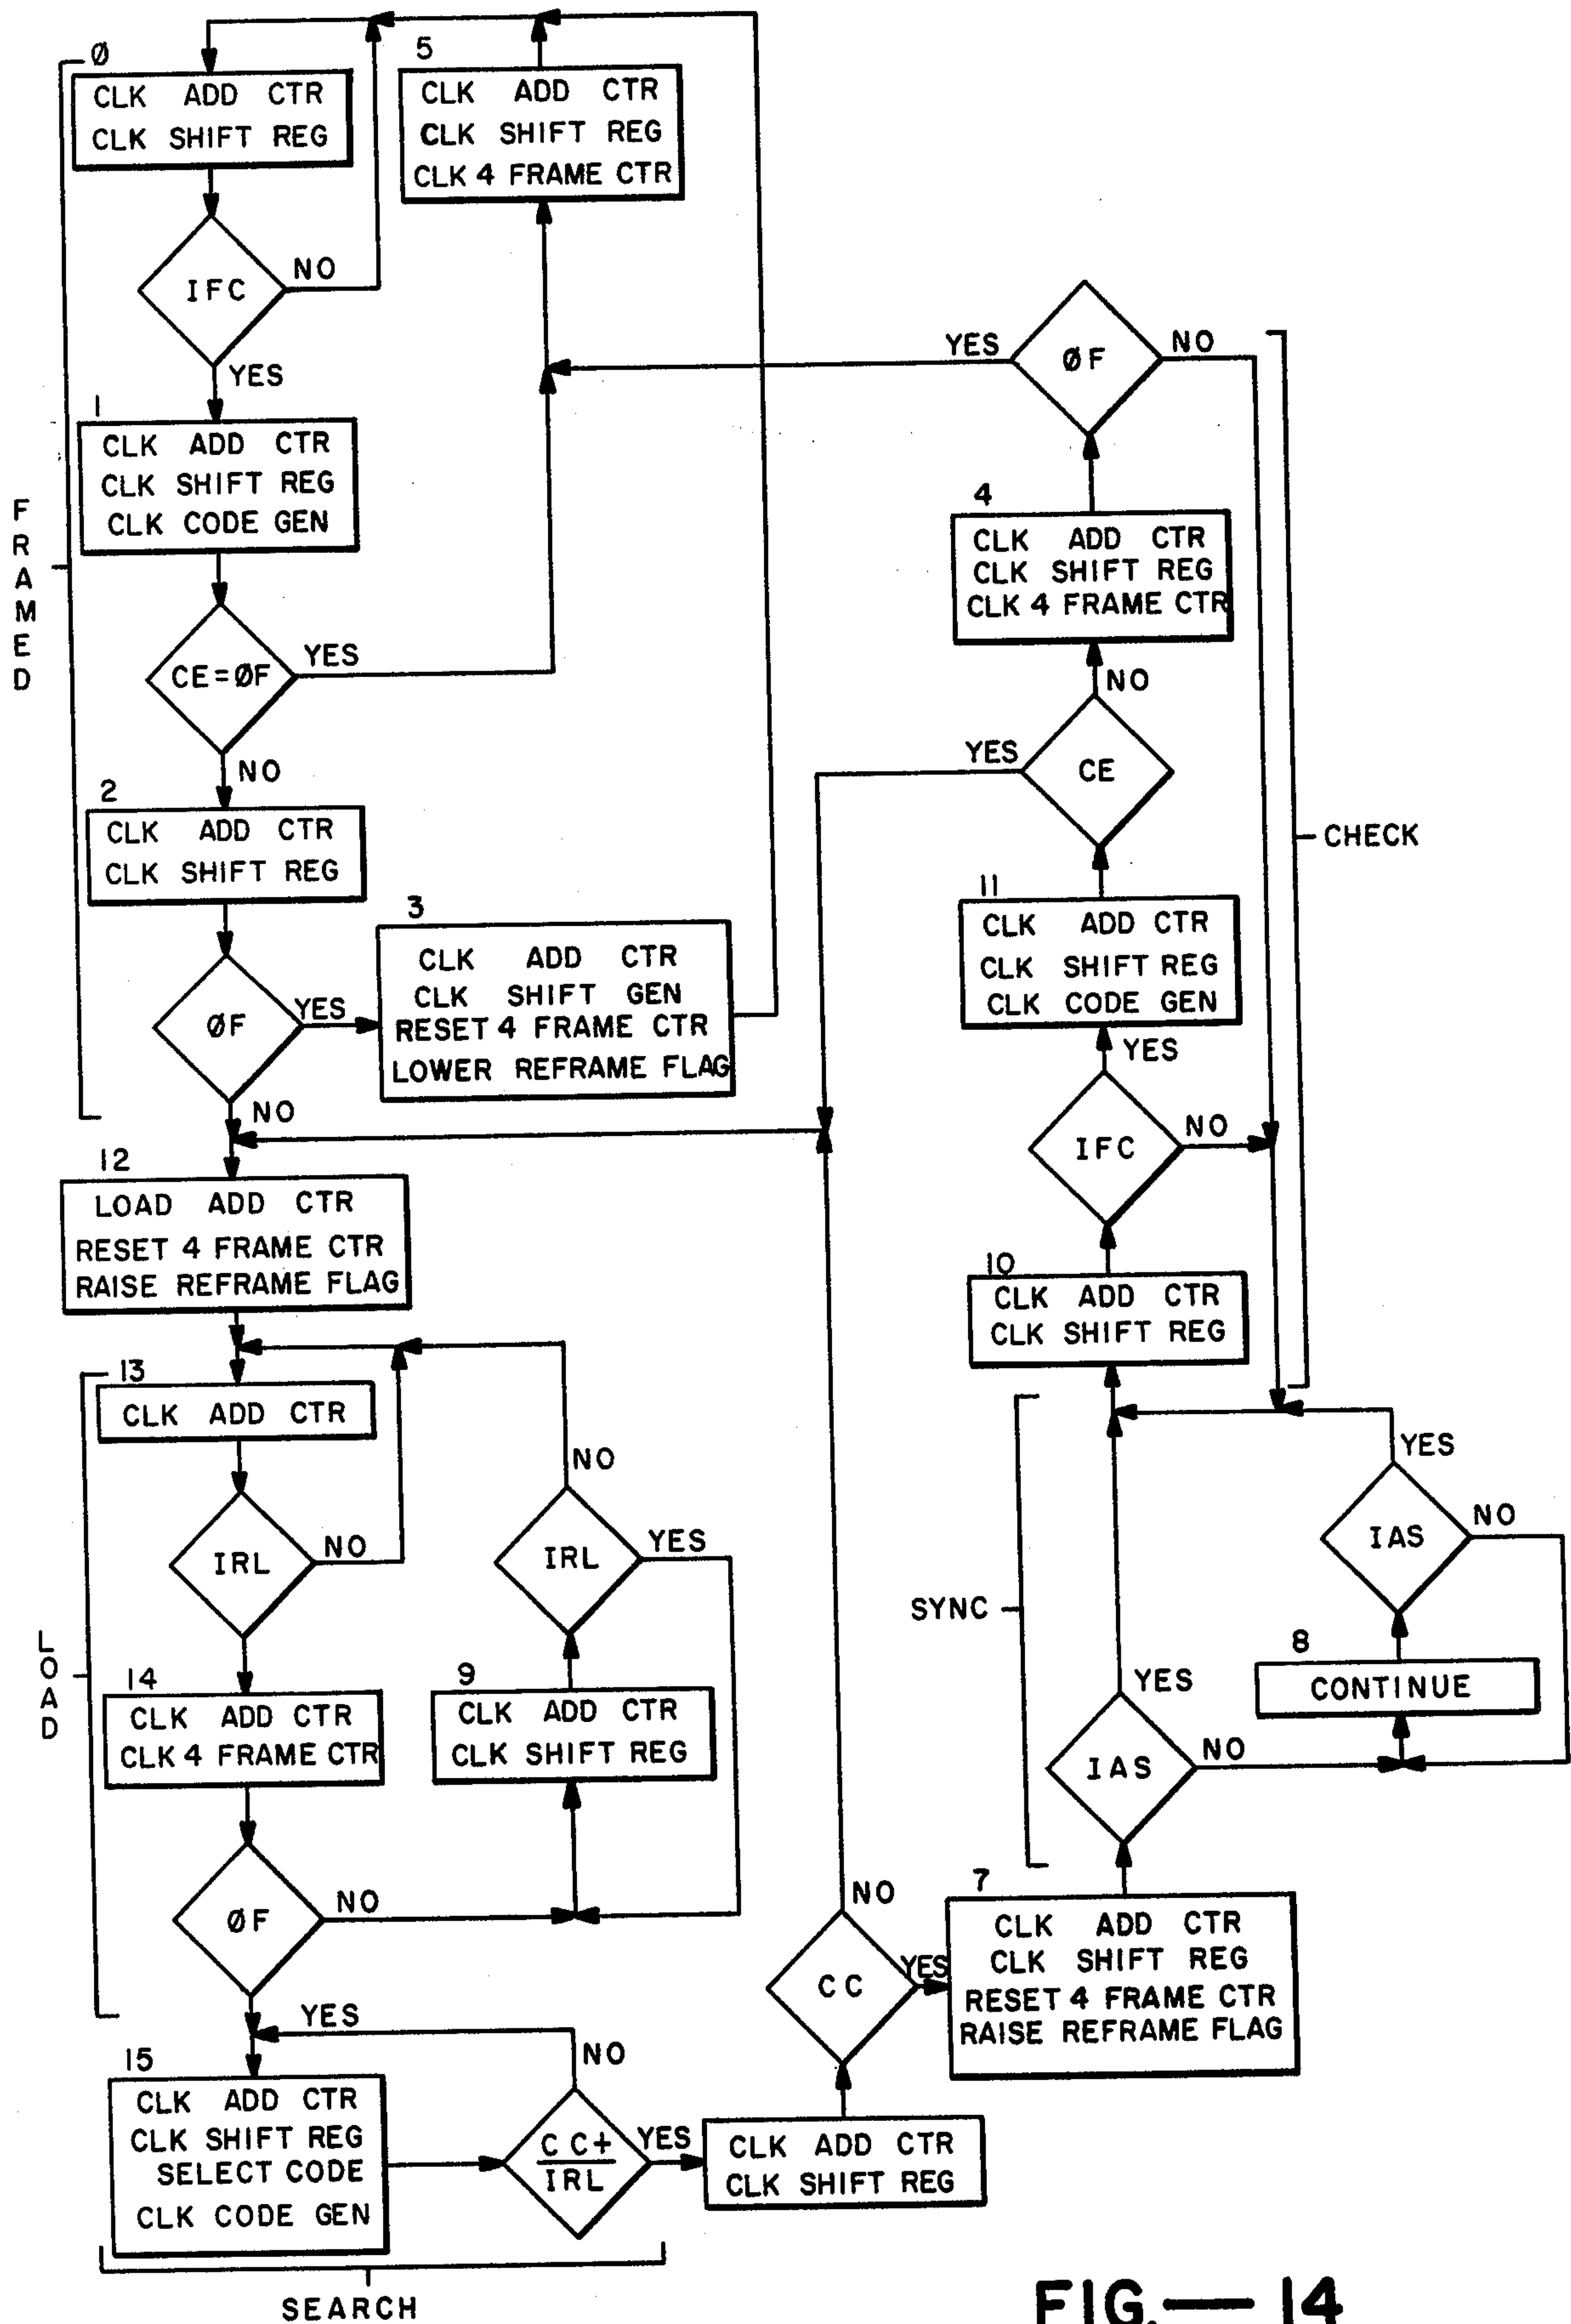 0
CLK ADD CTR
CLK SHIFT REG
5
CLK ADD CTR
CLK SHIFT REG
CLK 4 FRAME CTR
IFC
NO
YES
1
CLK ADD CTR
CLK SHIFT REG
CLK CODE GEN
FRAMED
CE=ØF
YES
NO
2
CLK ADD CTR
CLK SHIFT REG
ØF
YES
NO
3
CLK ADD CTR
CLK SHIFT GEN
RESET 4 FRAME CTR
LOWER REFRAME FLAG
ØF
YES
NO
4
CLK ADD CTR
CLK SHIFT REG
CLK 4 FRAME CTR
NO
CE
YES
CHECK
11
CLK ADD CTR
CLK SHIFT REG
CLK CODE GEN
YES
IFC
NO
10
CLK ADD CTR
CLK SHIFT REG
12
LOAD ADD CTR
RESET 4 FRAME CTR
RAISE REFRAME FLAG
13
CLK ADD CTR
IRL
NO
NO
IRL
YES
LOAD
14
CLK ADD CTR
CLK 4 FRAME CTR
9
CLK ADD CTR
CLK SHIFT REG
ØF
NO
YES
SYNC
YES
IAS
NO
8
CONTINUE
YES
IAS
NO
7
CLK ADD CTR
CLK SHIFT REG
RESET 4 FRAME CTR
RAISE REFRAME FLAG
NO
CC
YES
15
CLK ADD CTR
CLK SHIFT REG
SELECT CODE
CLK CODE GEN
NO
CC+
IRL
YES
CLK ADD CTR
CLK SHIFT REG
SEARCH
FIG.— 14